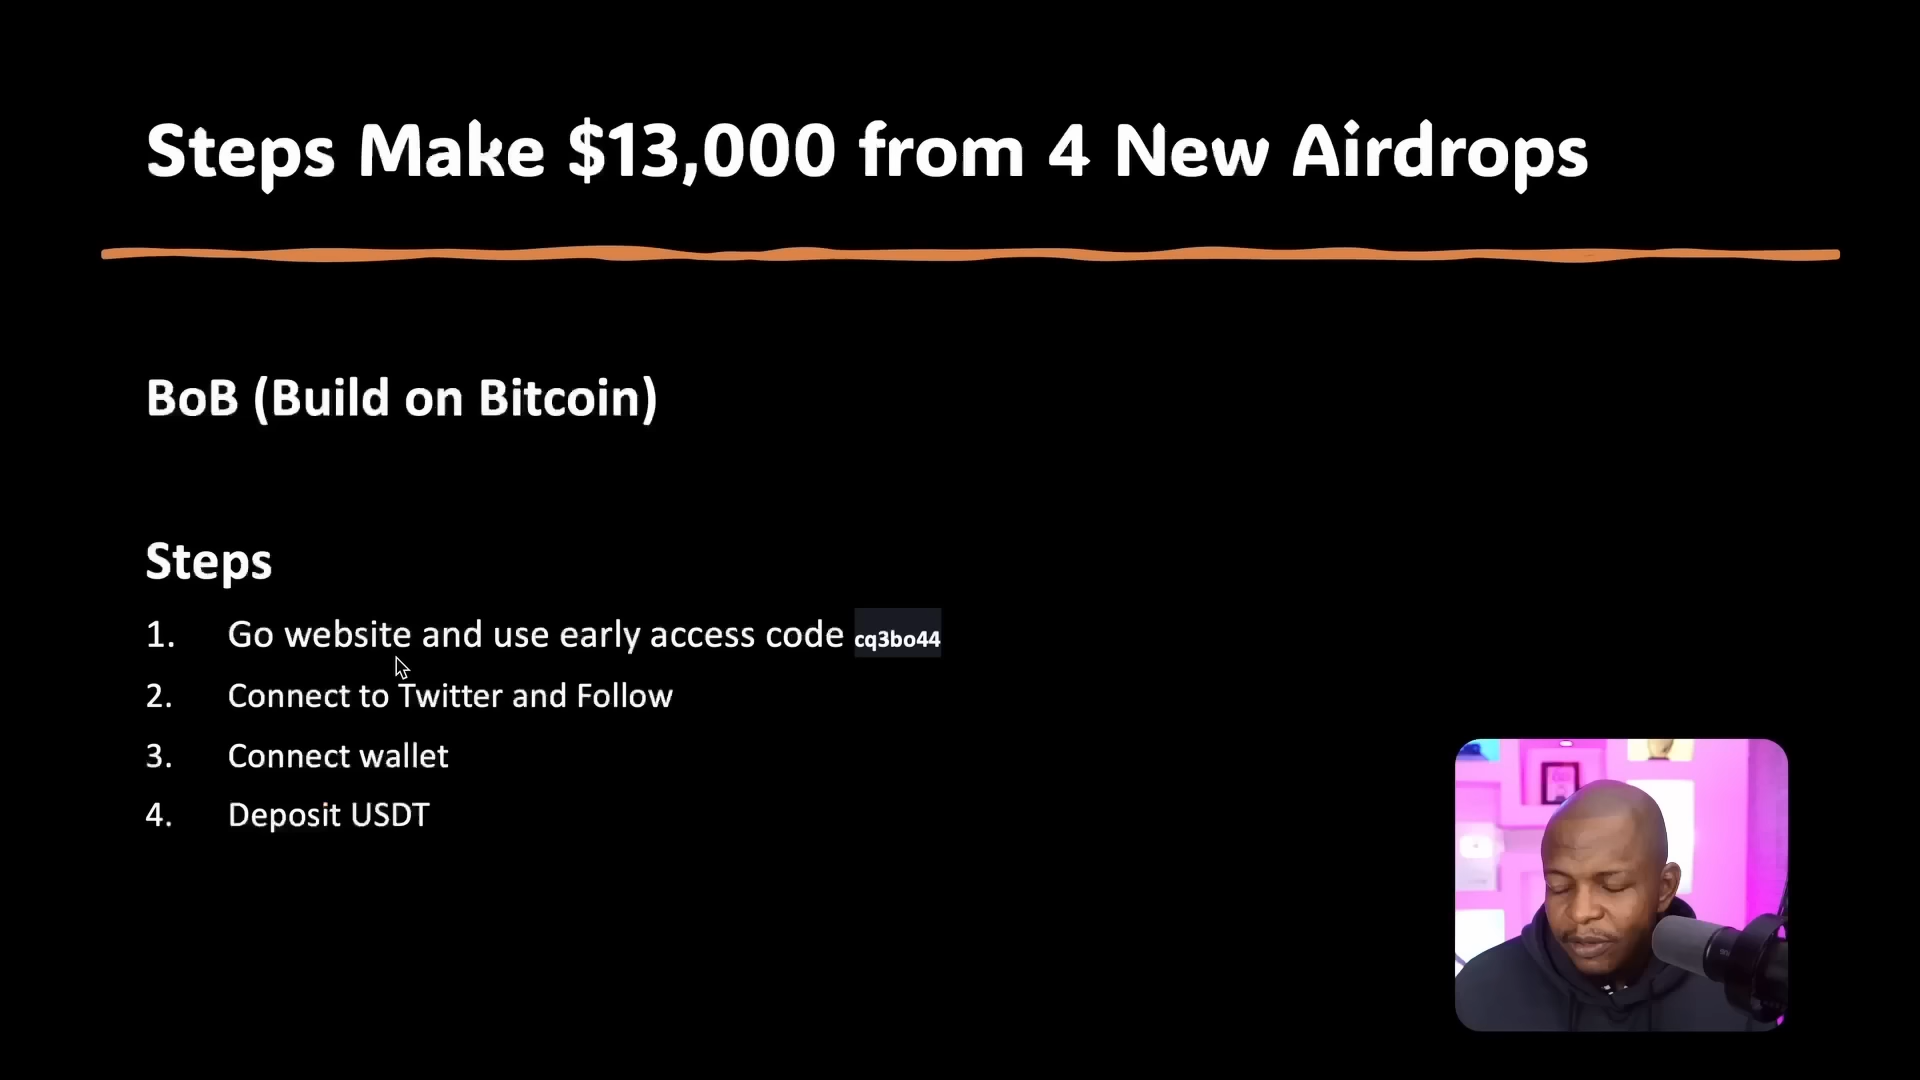 Steps Make $13,000 from 4 New Airdrops
BoB (Build on Bitcoin)
Steps
1. Go website and use early access code cq3bo44
2. Connect to Twitter and Follow
3. Connect wallet
4. Deposit USDT